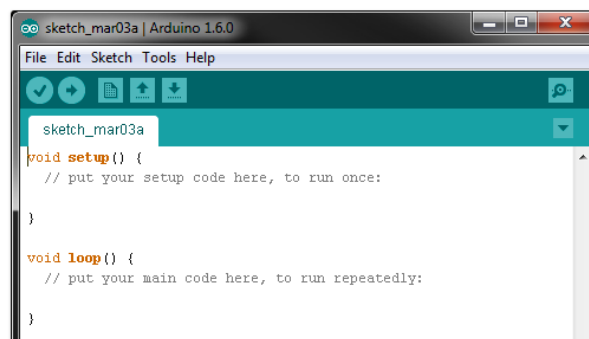 sketch_mar03a | Arduino 1.6.0
File Edit Sketch Tools Help
sketch_mar03a
void setup() {
  // put your setup code here, to run once:

}

void loop() {
  // put your main code here, to run repeatedly:

}